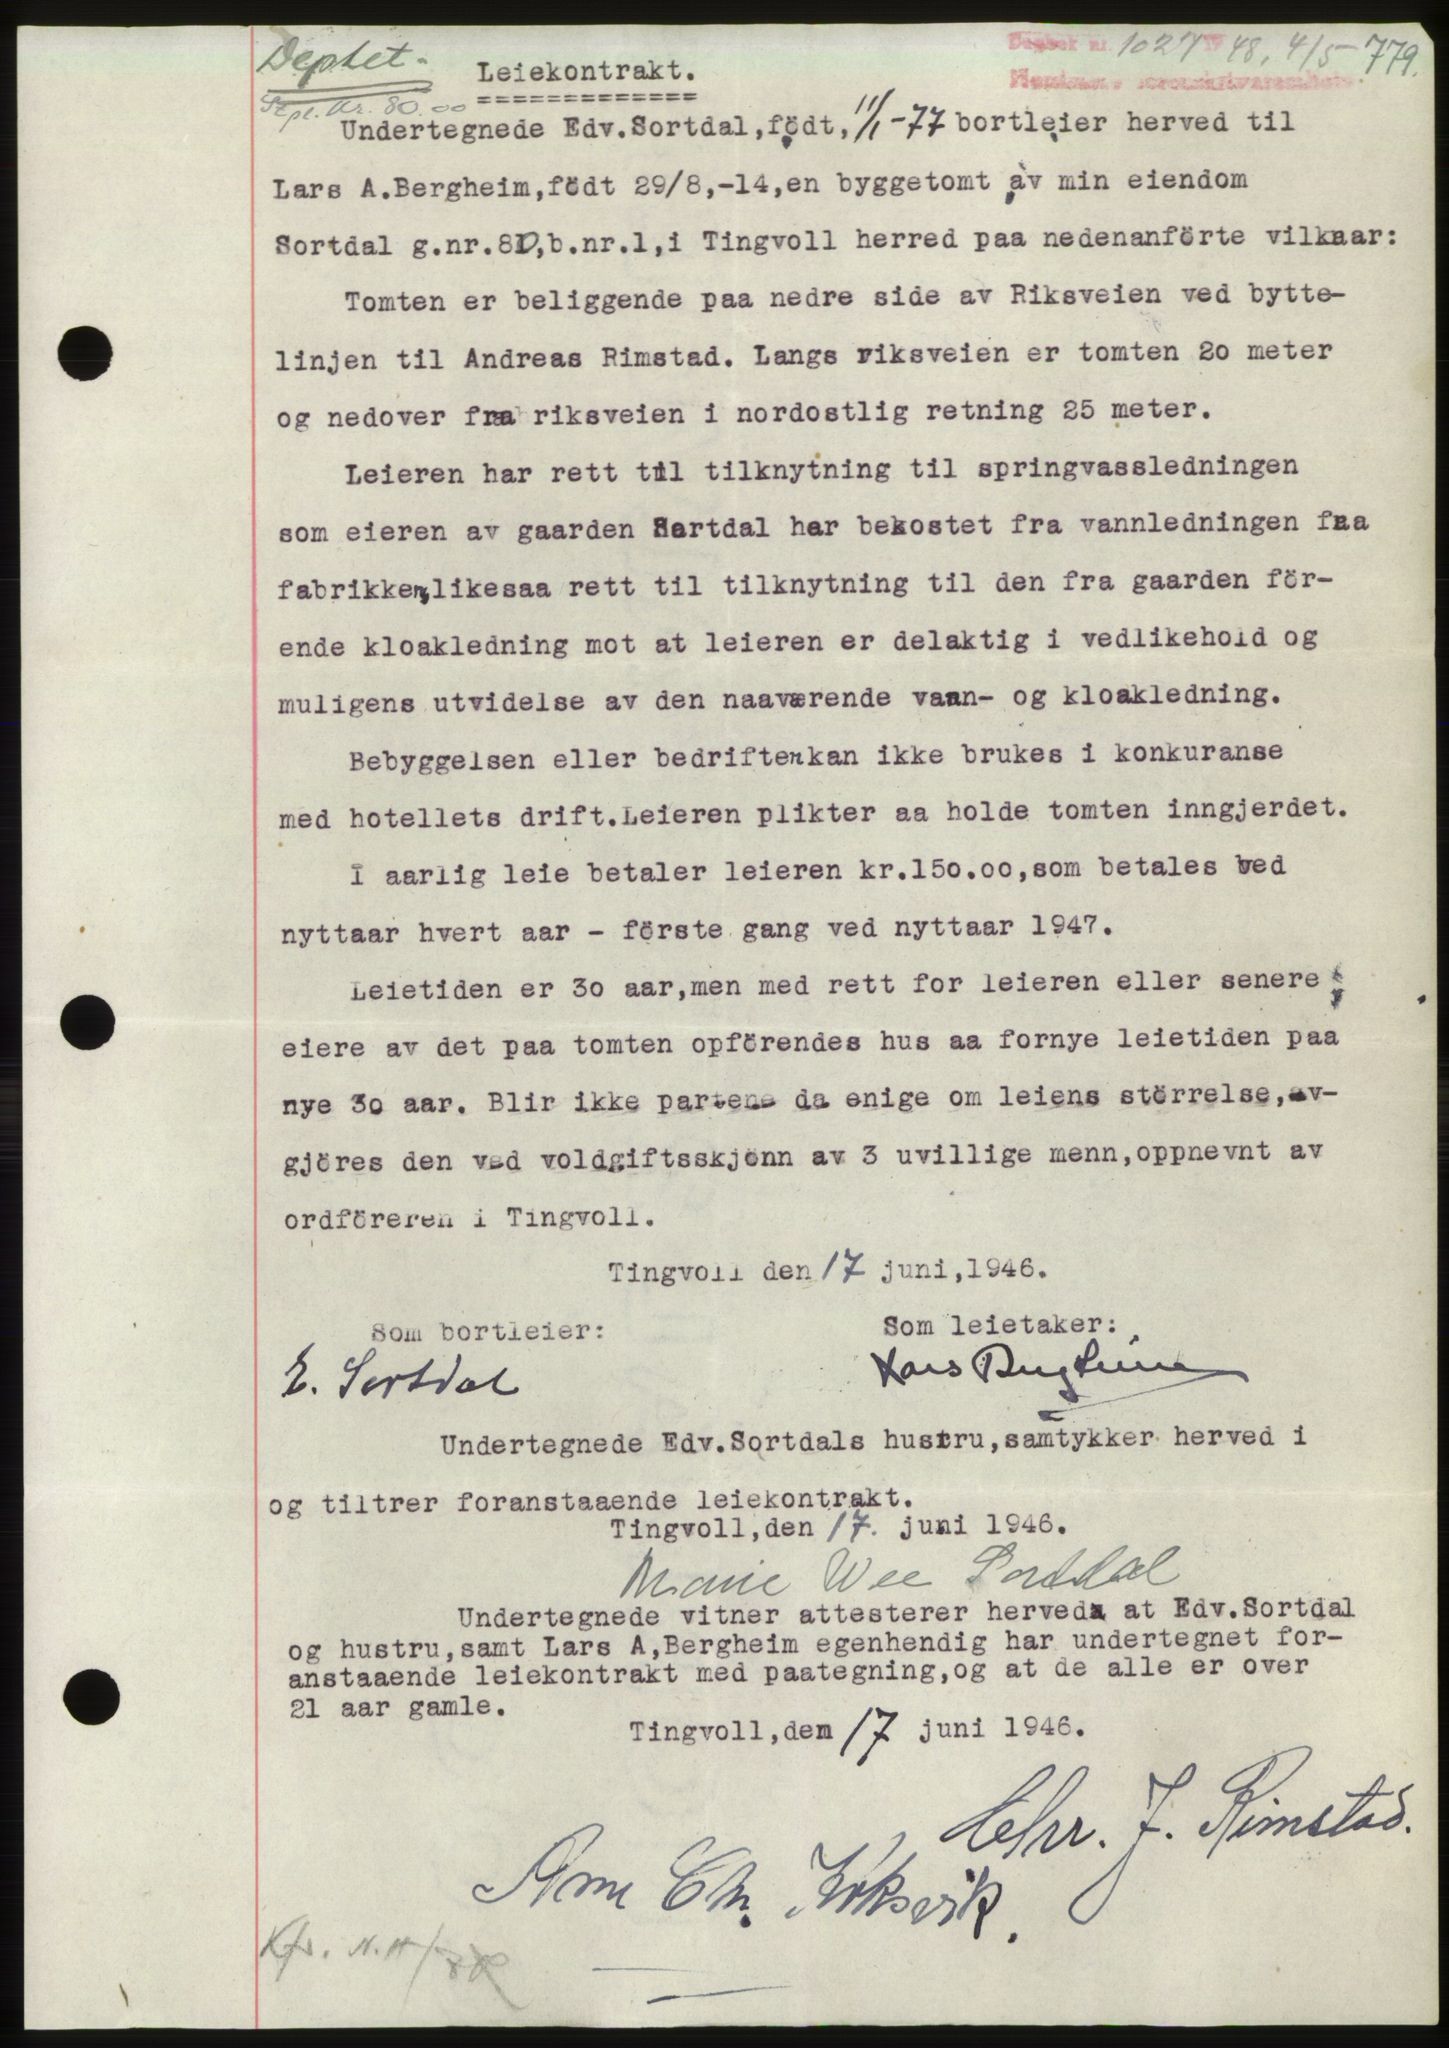 Deptet.
Dagbok nr. 1027 1948, 4/5 779.
Leiekontrakt.
Stpl. Kr. 80.00
Undertegnede Edv.Sortdal,födt, 11/1-77 bortleier herved til
Lars A.Bergheim,födt 29/8,-14,en byggetomt av min eiendom
Sortdal g.nr.80,b.nr.1,i Tingvoll herred paa nedenanförte vilkaar:
Tomten er beliggende paa nedre side av Riksveien ved bytte-
linjen til Andreas Rimstad. Langs riksveien er tomten 20 meter
og nedover fra riksveien i nordostlig retning 25 meter.
Leieren har rett til tilknytning til springvassledningen
som eieren av gaarden Sortdal har bekostet fra vannledningen fra
fabrikken,likesaa rett til tilknytning til den fra gaarden för-
ende kloakledning mot at leieren er delaktig i vedlikehold og
muligens utvidelse av den naaværende vann- og kloakledning.
Bebyggelsen eller bedriften kan ikke brukes i konkuranse
med hotellets drift.Leieren plikter aa holde tomten inngjerdet.
I aarlig leie betaler leieren kr.150.00,som betales ved
nyttaar hvert aar - förste gang ved nyttaar 1947.
Leietiden er 30 aar,men med rett for leieren eller senere
eiere av det paa tomten opförendes hus aa fornye leietiden paa
nye 30 aar. Blir ikke partene da enige om leiens störrelse,av-
gjöres den ved voldgiftsskjönn av 3 uvillige menn,oppnevnt av
ordföreren i Tingvoll.
Tingvoll den 17 juni,1946.
Som bortleier: Som leietaker:
E. Sortdal Lars Bergheim
Undertegnede Edv.Sortdals hustru,samtykker herved i
og tiltrer foranstaaende leiekontrakt.
Tingvoll,den 17. juni 1946.
Marie Wee Sortdal
Undertegnede vitner attesterer herved at Edv.Sortdal
og hustru,samt Lars A,Bergheim egenhendig har undertegnet for-
anstaaende leiekontrakt med paategning,og at de alle er over
21 aar gamle.
Tingvoll,den 17 juni 1946.
Chr. J. Rimstad.
Arne Chr. Koksvik.
Kfr.